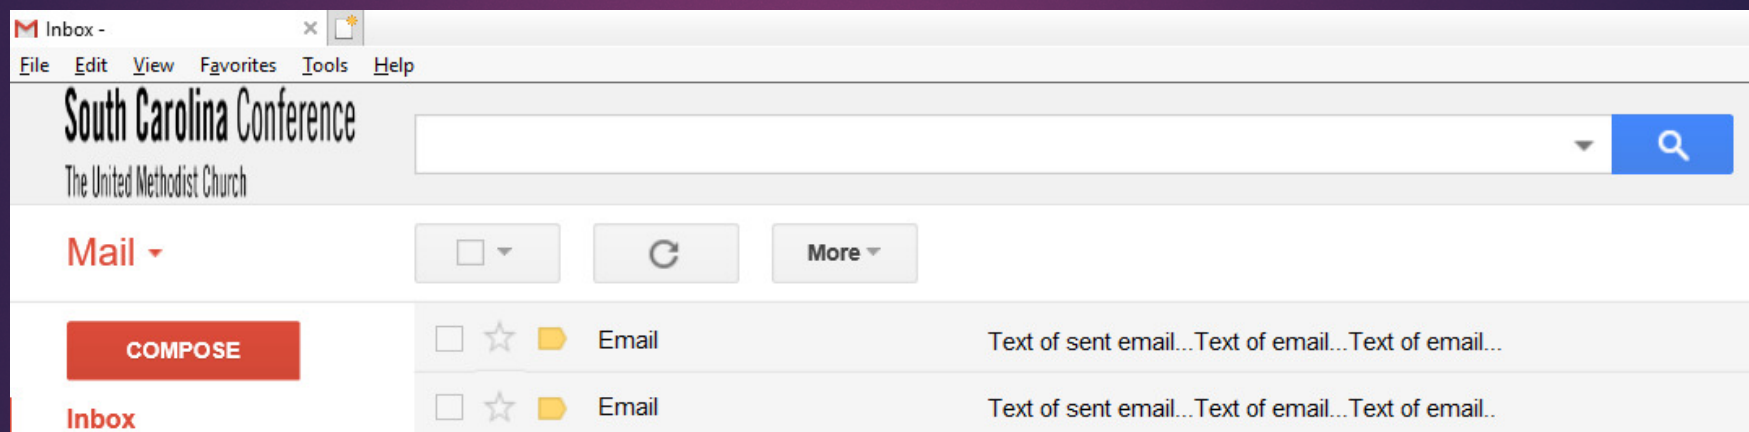 Inbox -
File Edit View Favorites Tools Help
South Carolina Conference
The United Methodist Church
Mail
More
COMPOSE
Email Text of sent email...Text of email...Text of email...
Inbox
Email Text of sent email...Text of email...Text of email..